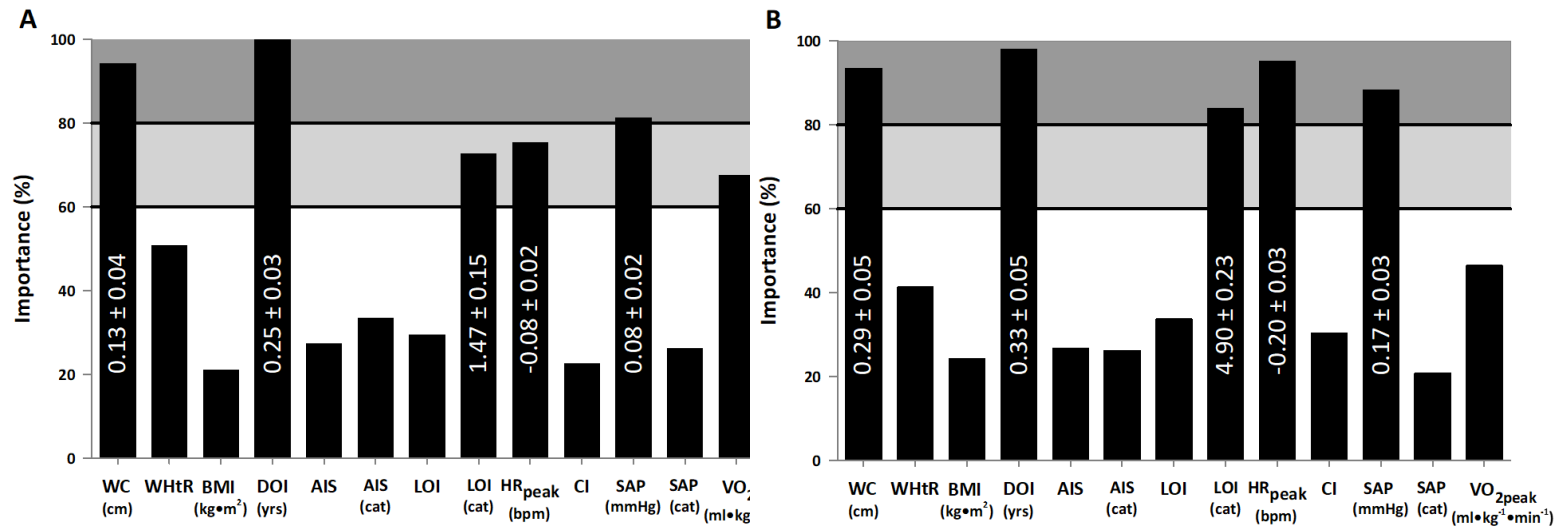 A
Importance (%)
100
80
60
40
20
0
0.13 ± 0.04
0.25 ± 0.03
1.47 ± 0.15
-0.08 ± 0.02
0.08 ± 0.02
WC WHtR BMI DOI AIS AIS LOI LOI HRpeak CI SAP SAP VO2
(cm) (kg•m²) (yrs) (cat) (cat) (bpm) (mmHg) (cat) (ml•kg
B
Importance (%)
100
80
60
40
20
0
0.29 ± 0.05
0.33 ± 0.05
4.90 ± 0.23
-0.20 ± 0.03
0.17 ± 0.03
WC WHtR BMI DOI AIS AIS LOI LOI HRpeak CI SAP SAP VO2peak
(cm) (kg•m²) (yrs) (cat) (cat) (bpm) (mmHg) (cat) (ml•kg⁻¹•min⁻¹)